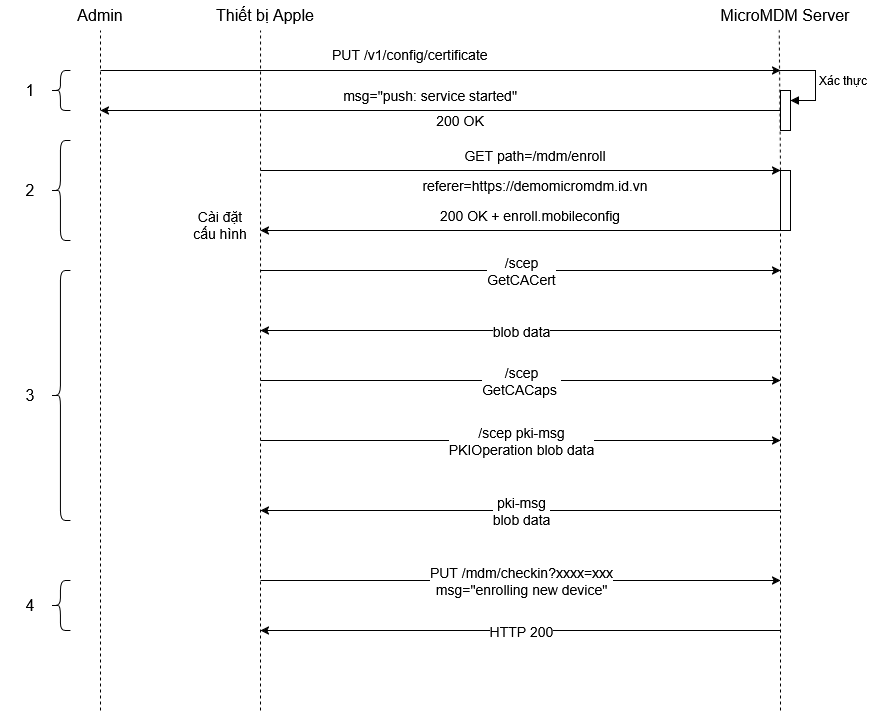 Admin
Thiết bị Apple
MicroMDM Server
PUT /v1/config/certificate
Xác thực
1
msg="push: service started"
200 OK
GET path=/mdm/enroll
2
referer=https://demomicromdm.id.vn
200 OK + enroll.mobileconfig
Cài đặt
cấu hình
/scep
GetCACert
blob data
/scep
GetCACaps
3
/scep pki-msg
PKIOperation blob data
pki-msg
blob data
PUT /mdm/checkin?xxxx=xxx
msg="enrolling new device"
4
HTTP 200